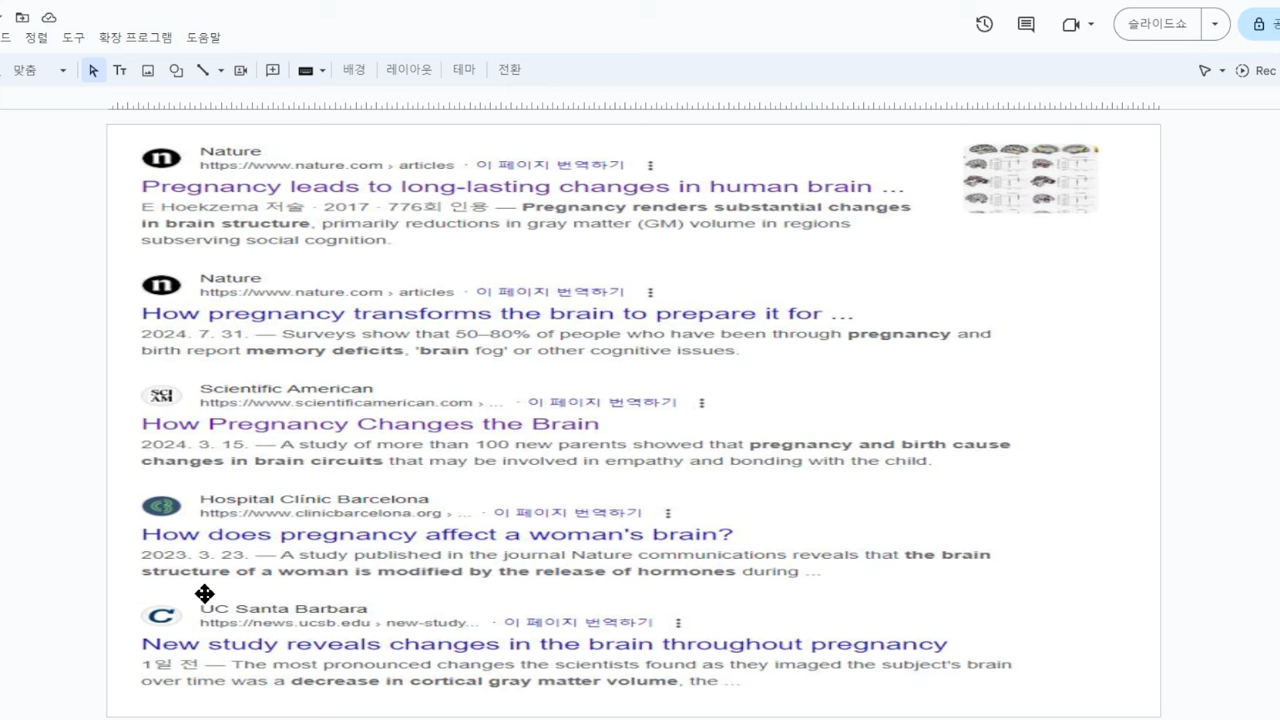 드 정렬 도구 확장 프로그램 도움말
슬라이드쇼
맞춤 배경 레이아웃 테마 전환 Rec
Nature
https://www.nature.com › articles · 이 페이지 번역하기
Pregnancy leads to long-lasting changes in human brain ...
E Hoekzema 저술 · 2017 · 776회 인용 — Pregnancy renders substantial changes
in brain structure, primarily reductions in gray matter (GM) volume in regions
subserving social cognition.
Nature
https://www.nature.com › articles · 이 페이지 번역하기
How pregnancy transforms the brain to prepare it for ...
2024. 7. 31. — Surveys show that 50–80% of people who have been through pregnancy and
birth report memory deficits, 'brain fog' or other cognitive issues.
SCI
AM
Scientific American
https://www.scientificamerican.com › ... · 이 페이지 번역하기
How Pregnancy Changes the Brain
2024. 3. 15. — A study of more than 100 new parents showed that pregnancy and birth cause
changes in brain circuits that may be involved in empathy and bonding with the child.
Hospital Clínic Barcelona
https://www.clinicbarcelona.org › ... · 이 페이지 번역하기
How does pregnancy affect a woman's brain?
2023. 3. 23. — A study published in the journal Nature communications reveals that the brain
structure of a woman is modified by the release of hormones during ...
UC Santa Barbara
https://news.ucsb.edu › new-study... · 이 페이지 번역하기
New study reveals changes in the brain throughout pregnancy
1일 전 — The most pronounced changes the scientists found as they imaged the subject's brain
over time was a decrease in cortical gray matter volume, the ...